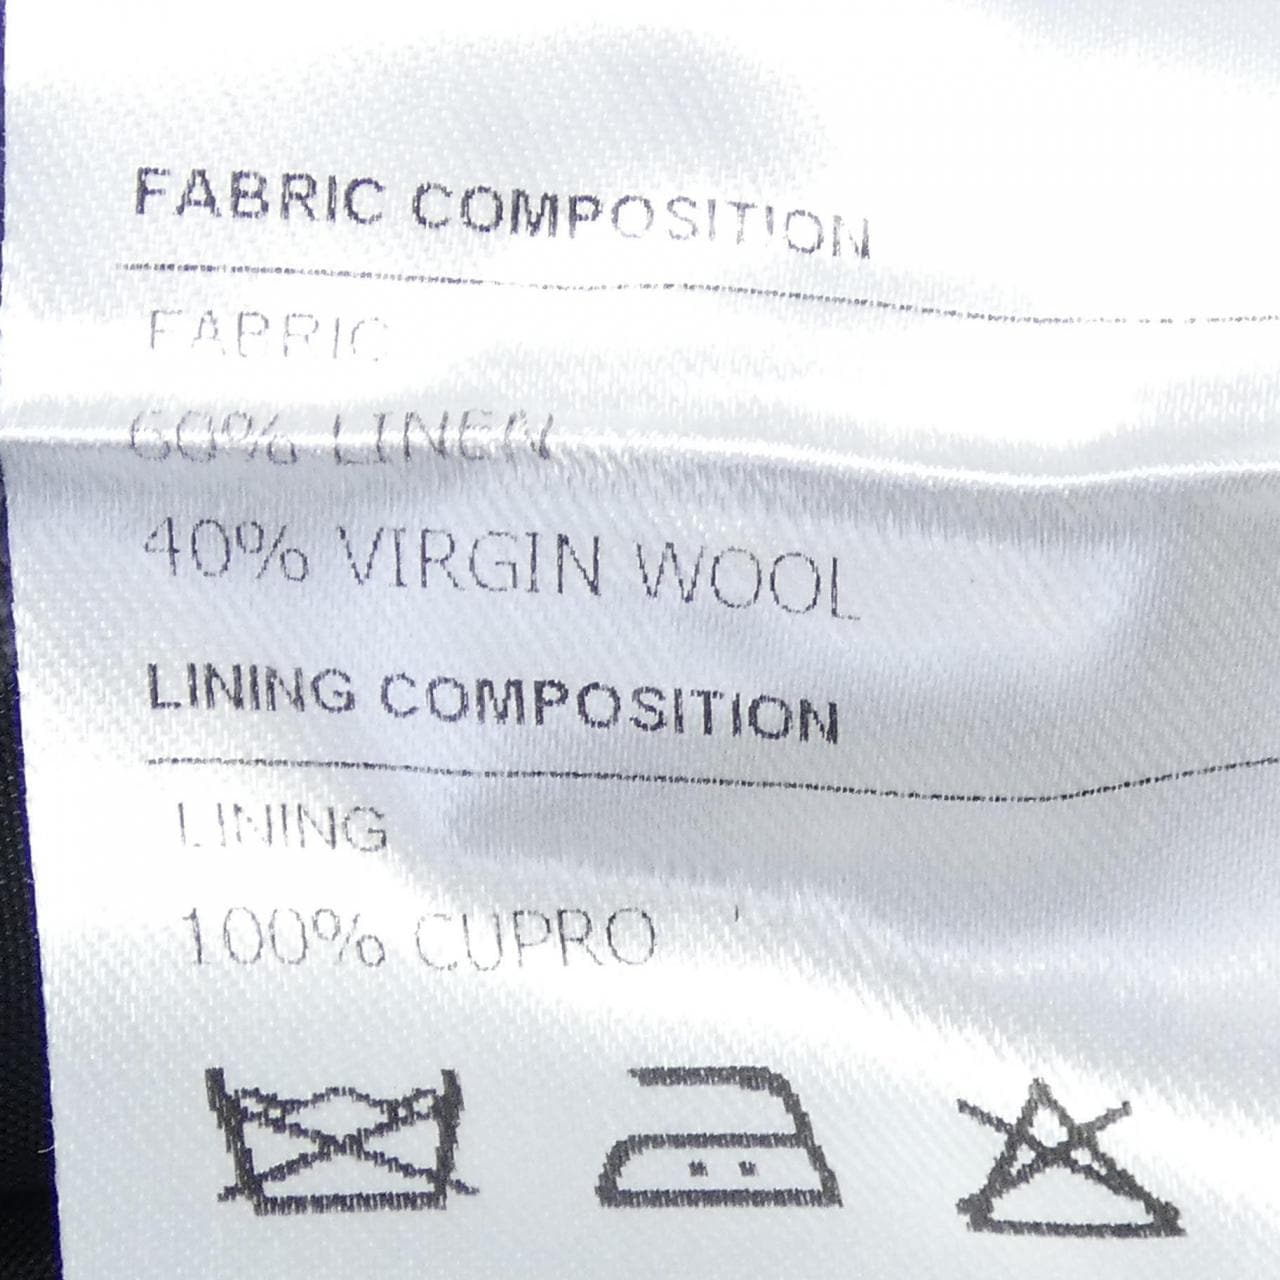 FABRIC COMPOSITION
FABRIC
60% LINEN
40% VIRGIN WOOL
LINING COMPOSITION
LINING
100% CUPRO